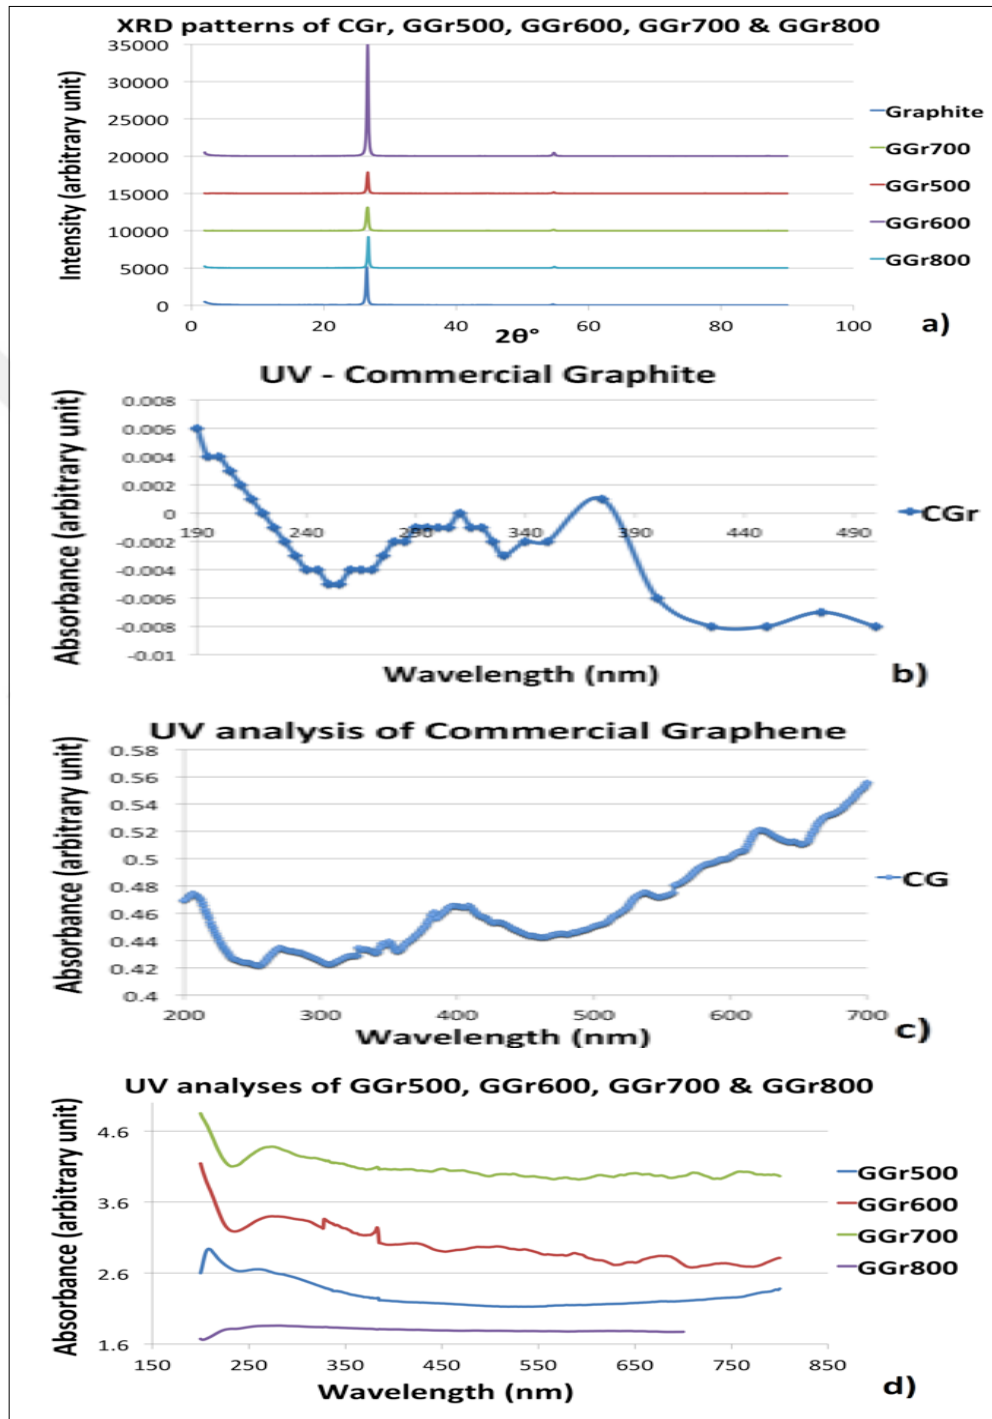 XRD patterns of CGr, GGr500, GGr600, GGr700 & GGr800
Intensity (arbitrary unit)
35000
30000
25000
20000
15000
10000
5000
0
0 20 40 60 80 100
2θ°
Graphite
GGr700
GGr500
GGr600
GGr800
a)
UV - Commercial Graphite
Absorbance (arbitrary unit)
0.008
0.006
0.004
0.002
0
-0.002
-0.004
-0.006
-0.008
-0.01
190 240 290 340 390 440 490
Wavelength (nm)
CGr
b)
UV analysis of Commercial Graphene
Absorbance (arbitrary unit)
0.58
0.56
0.54
0.52
0.5
0.48
0.46
0.44
0.42
0.4
200 300 400 500 600 700
Wavelength (nm)
CG
c)
UV analyses of GGr500, GGr600, GGr700 & GGr800
Absorbance (arbitrary unit)
4.6
3.6
2.6
1.6
150 250 350 450 550 650 750 850
Wavelength (nm)
GGr500
GGr600
GGr700
GGr800
d)